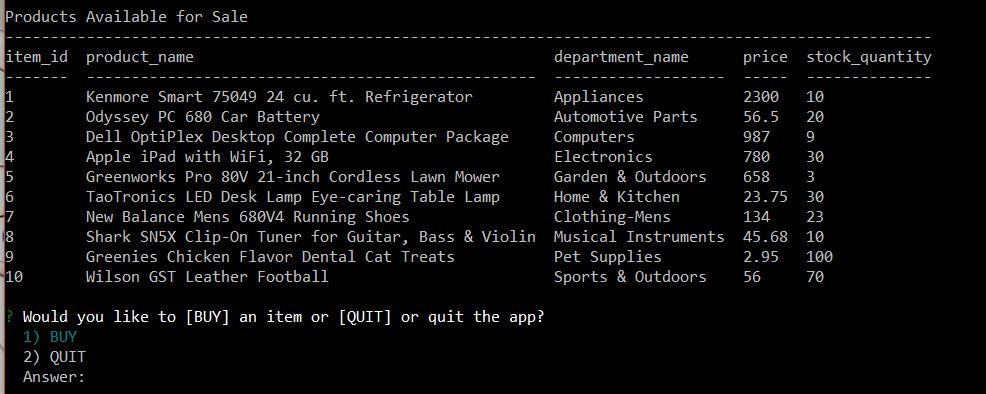 Products Available for Sale
-------------------------------------------------------------------------------------------------------
item_id  product_name                                        department_name      price  stock_quantity
-------  --------------------------------------------------  -------------------  -----  --------------
1        Kenmore Smart 75049 24 cu. ft. Refrigerator         Appliances           2300   10
2        Odyssey PC 680 Car Battery                          Automotive Parts     56.5   20
3        Dell OptiPlex Desktop Complete Computer Package     Computers            987    9
4        Apple iPad with WiFi, 32 GB                         Electronics          780    30
5        Greenworks Pro 80V 21-inch Cordless Lawn Mower      Garden & Outdoors    658    3
6        TaoTronics LED Desk Lamp Eye-caring Table Lamp      Home & Kitchen       23.75  30
7        New Balance Mens 680V4 Running Shoes                Clothing-Mens        134    23
8        Shark SN5X Clip-On Tuner for Guitar, Bass & Violin  Musical Instruments  45.68  10
9        Greenies Chicken Flavor Dental Cat Treats           Pet Supplies         2.95   100
10       Wilson GST Leather Football                         Sports & Outdoors    56     70
? Would you like to [BUY] an item or [QUIT] or quit the app?
1) BUY
2) QUIT
Answer: